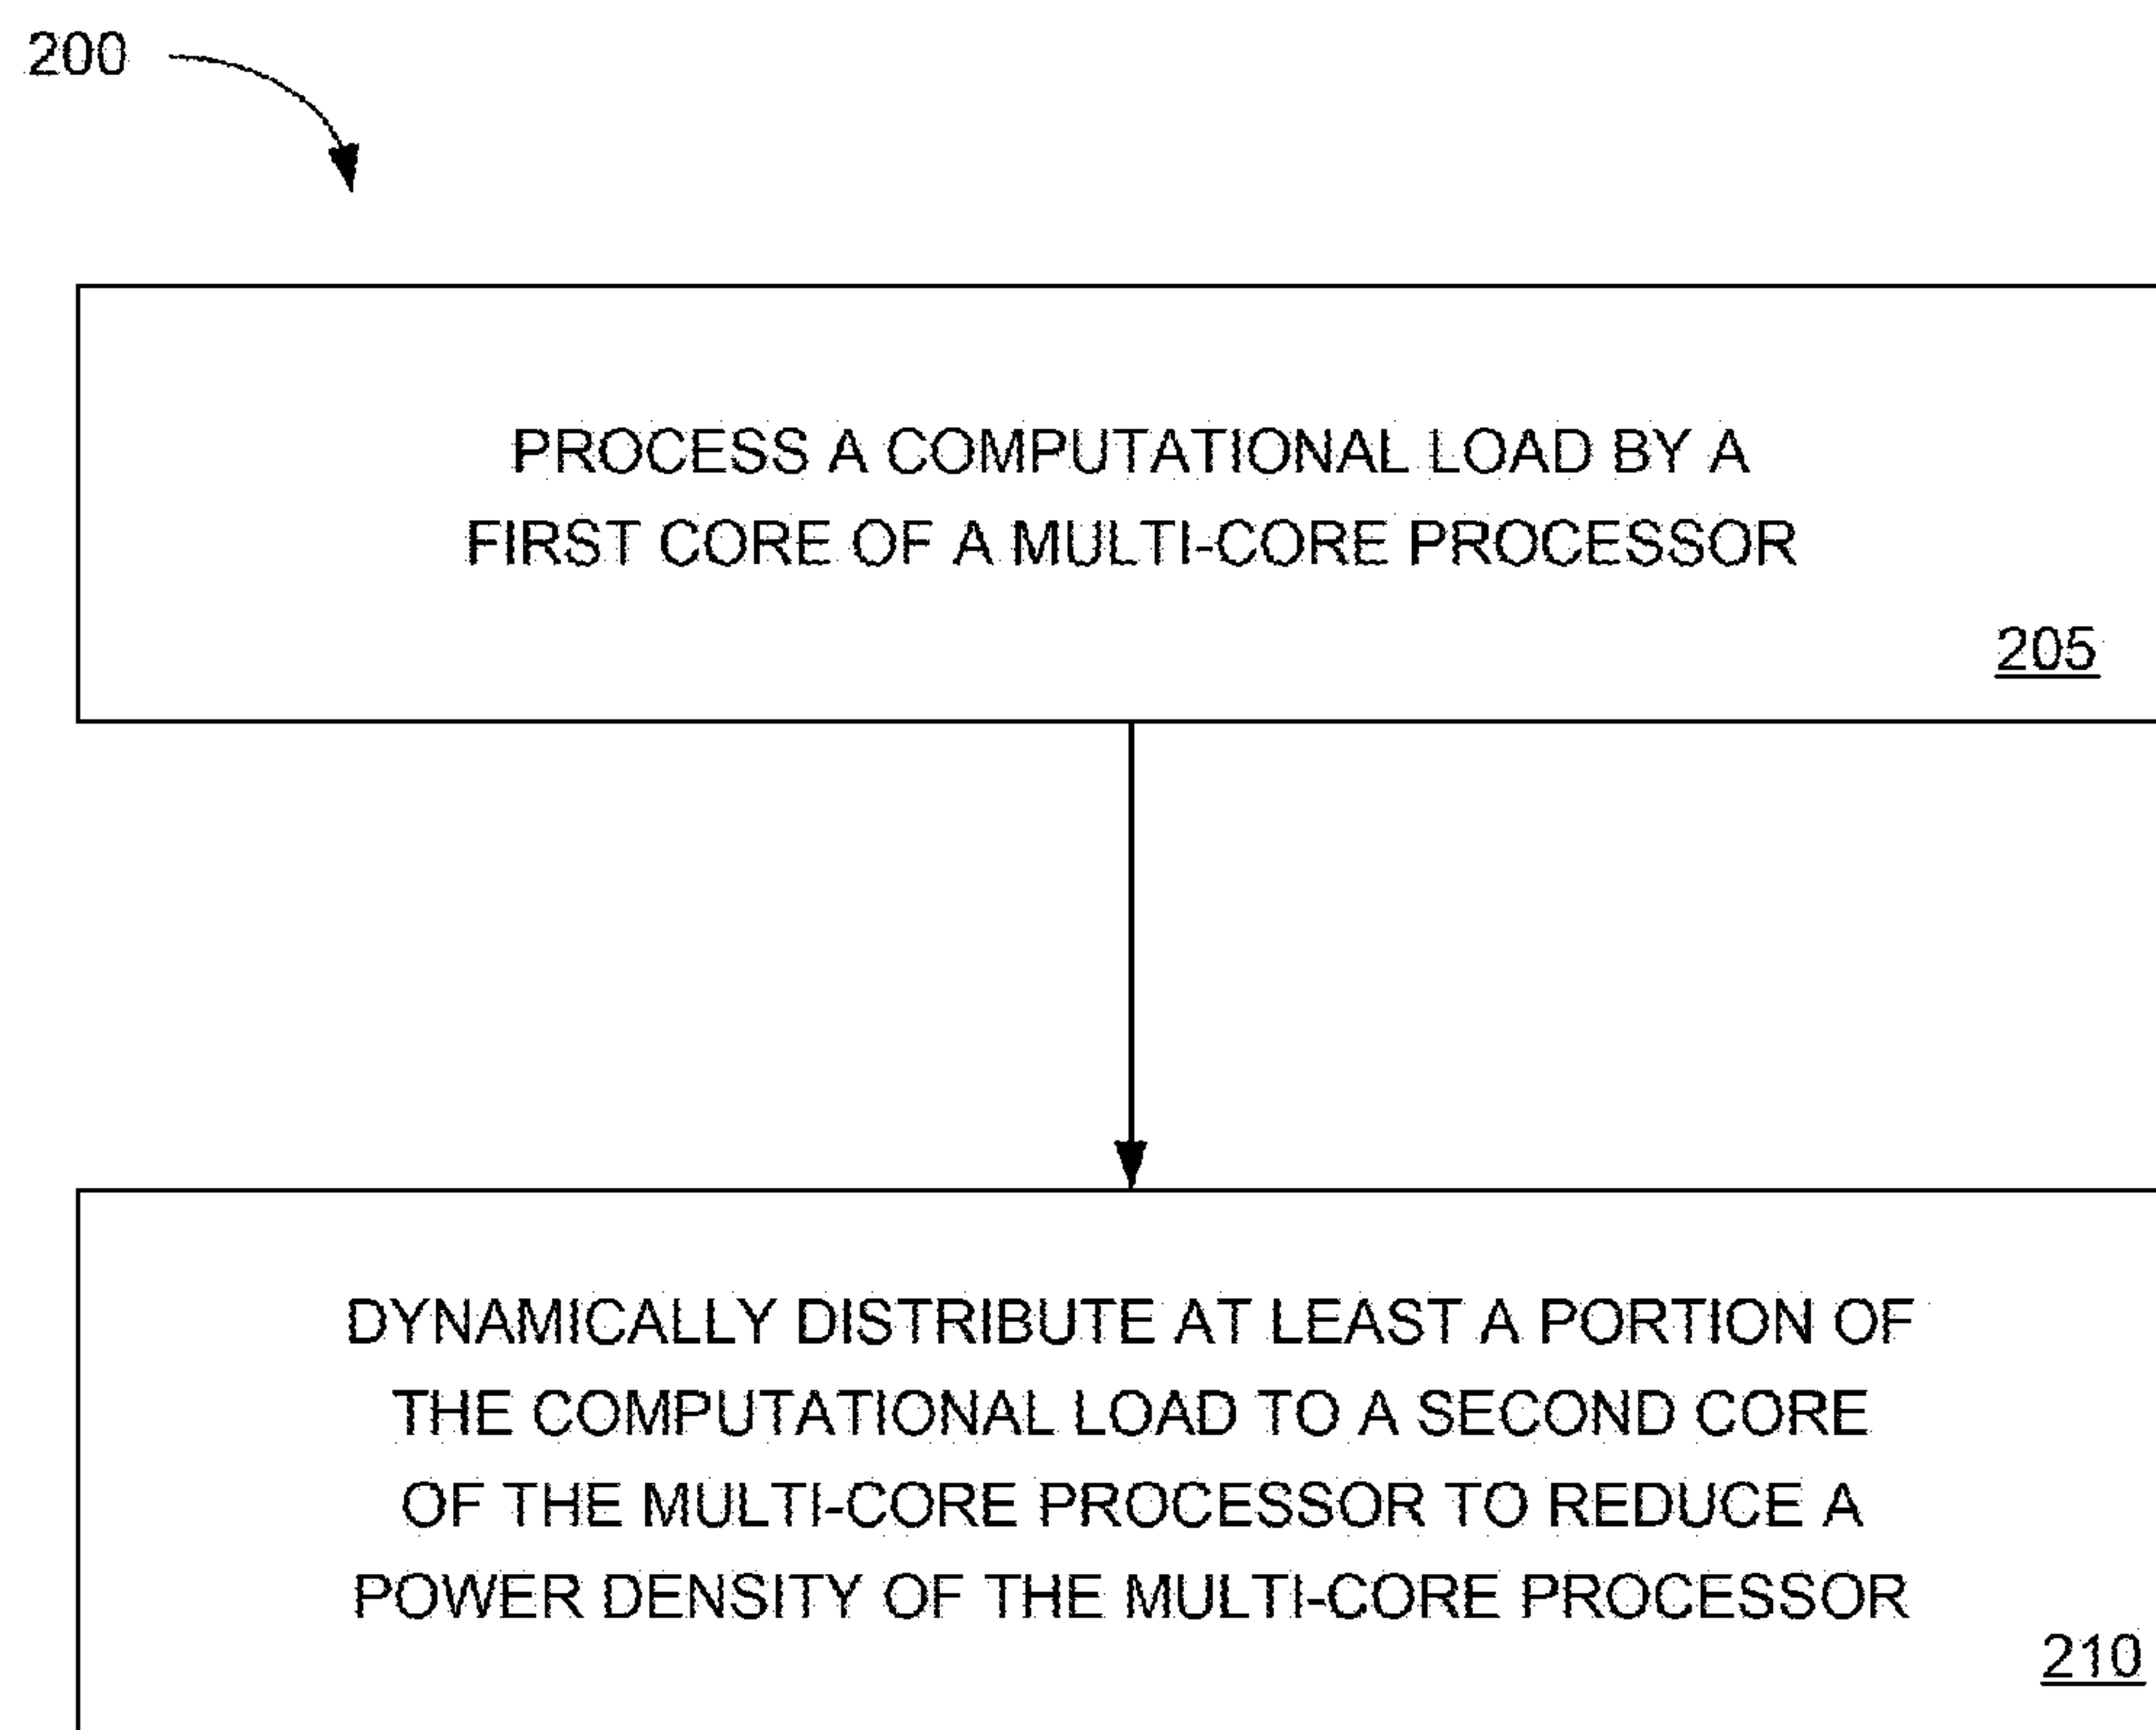 200
PROCESS A COMPUTATIONAL LOAD BY A
FIRST CORE OF A MULTI-CORE PROCESSOR
205
DYNAMICALLY DISTRIBUTE AT LEAST A PORTION OF
THE COMPUTATIONAL LOAD TO A SECOND CORE
OF THE MULTI-CORE PROCESSOR TO REDUCE A
POWER DENSITY OF THE MULTI-CORE PROCESSOR
210